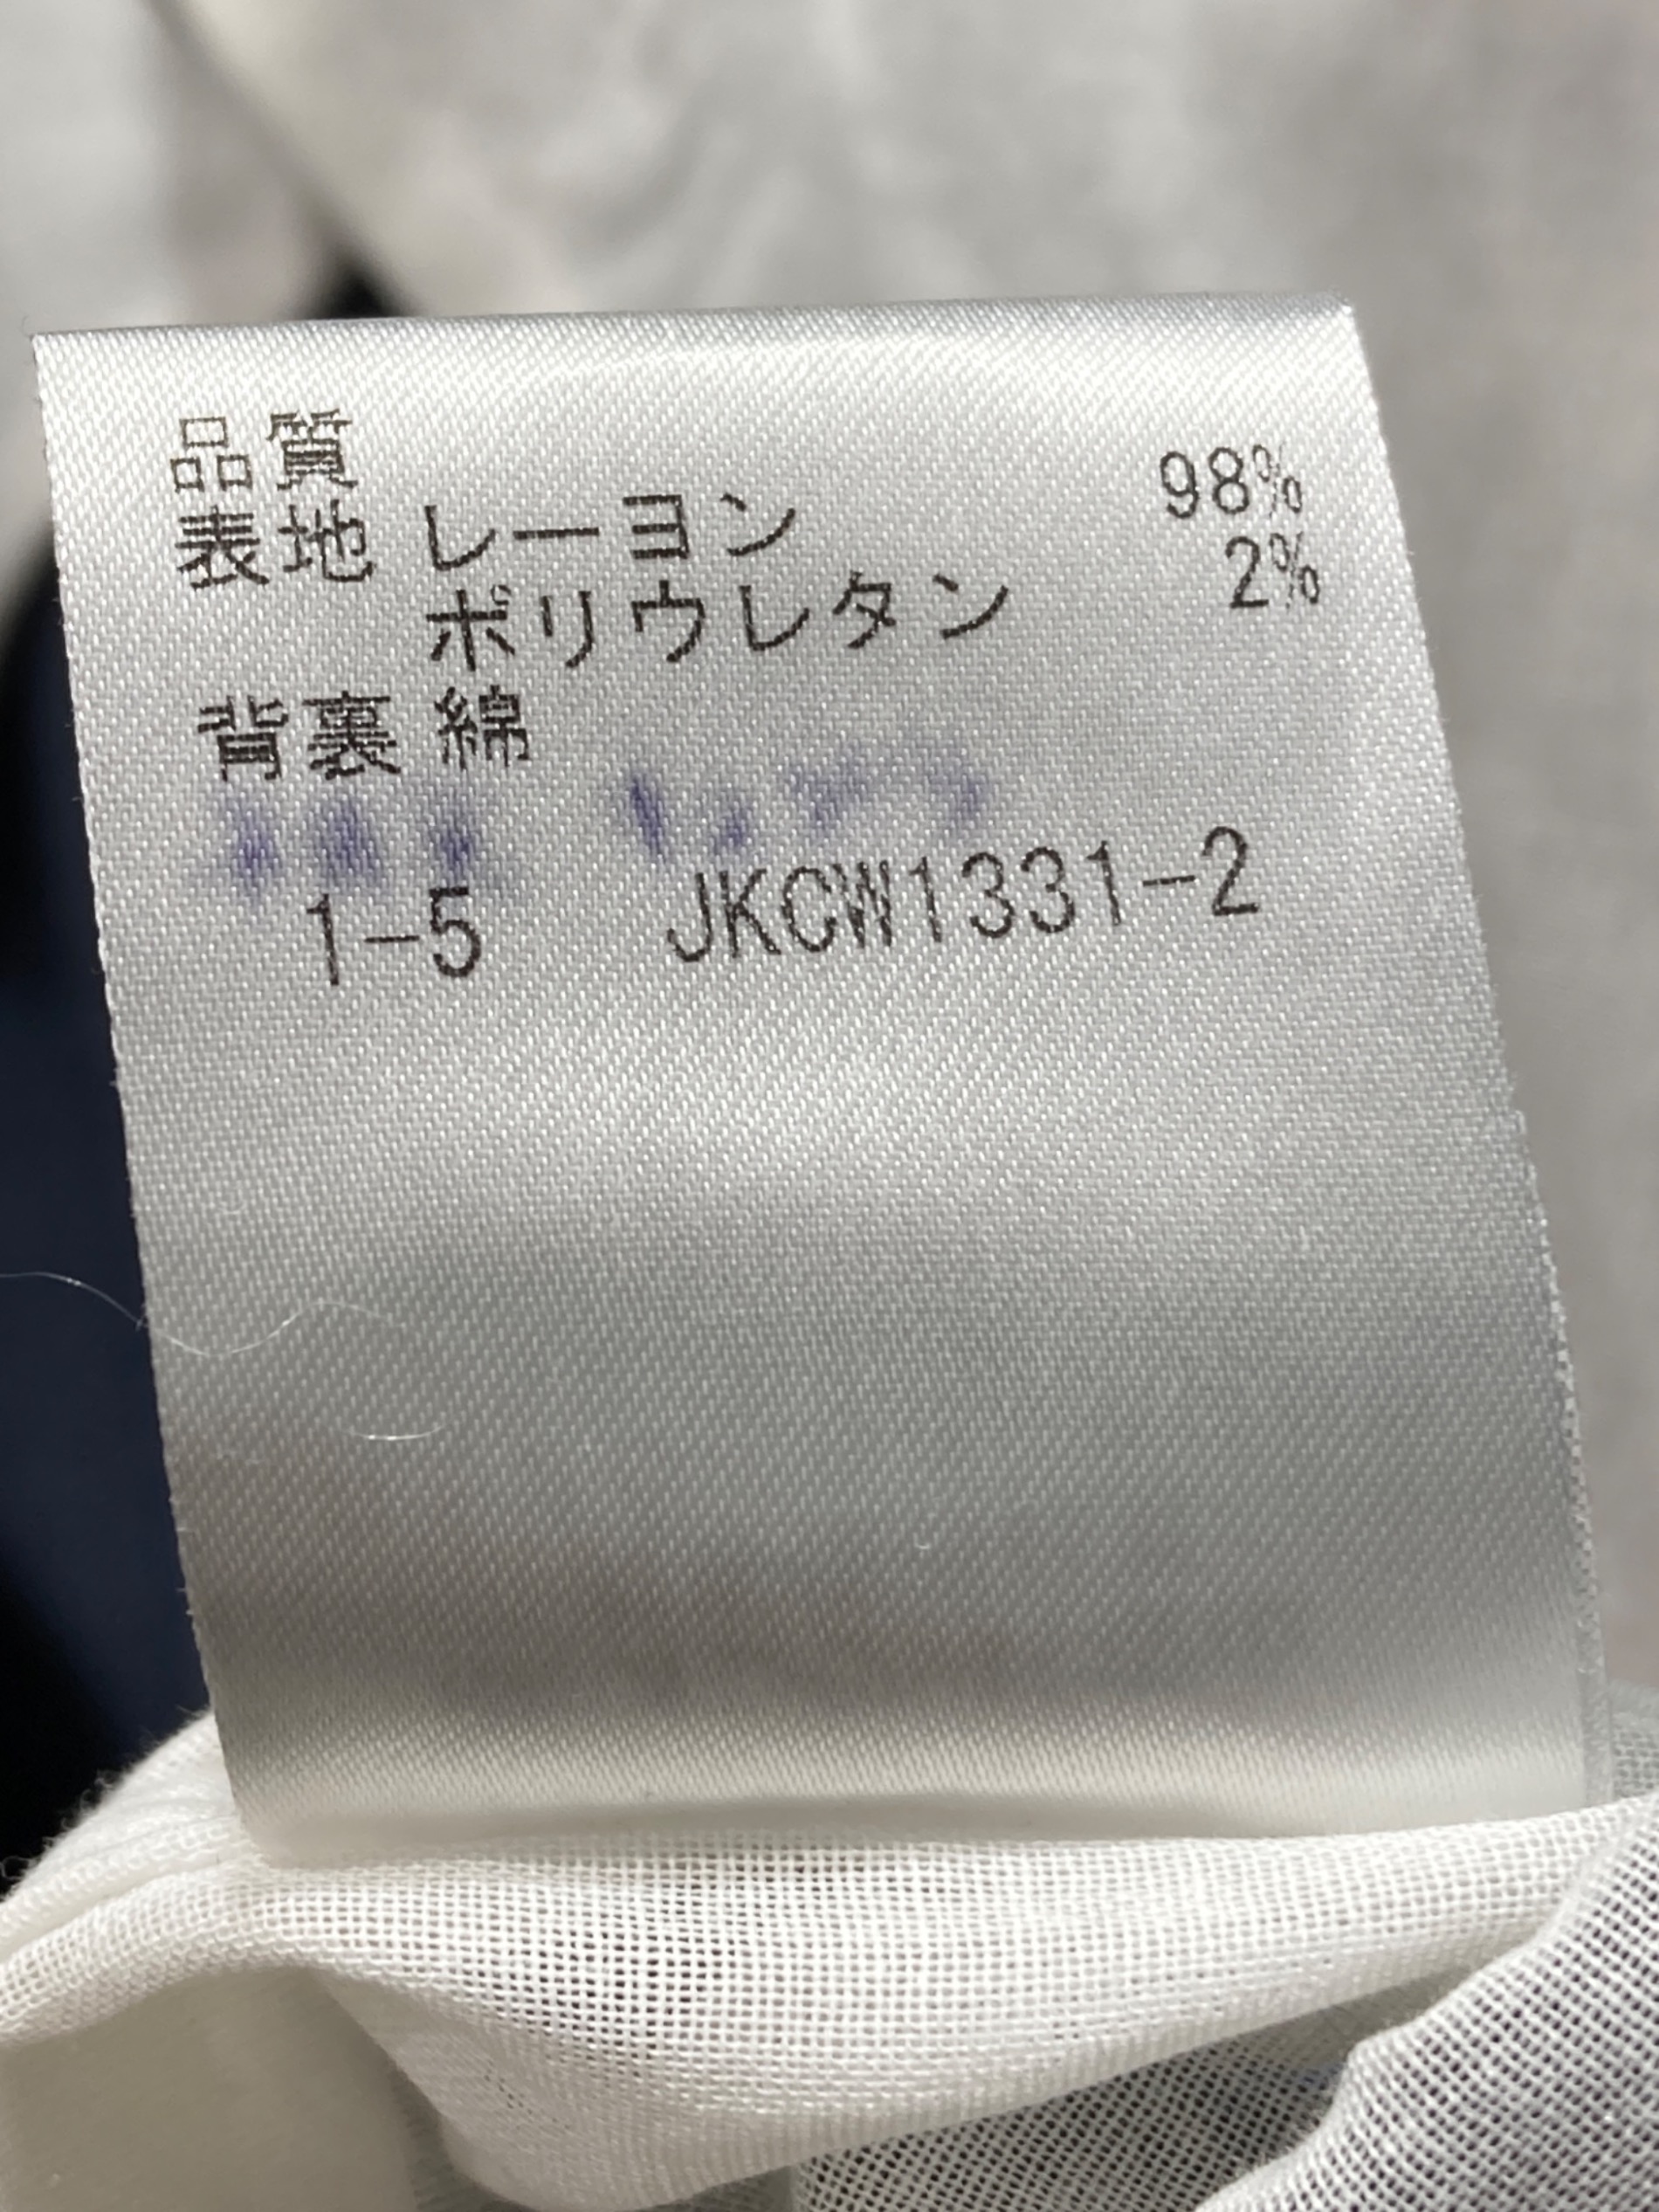 品質
表地 レーヨン 98%
ポリウレタン 2%
背裏 綿
1-5 JKCW1331-2